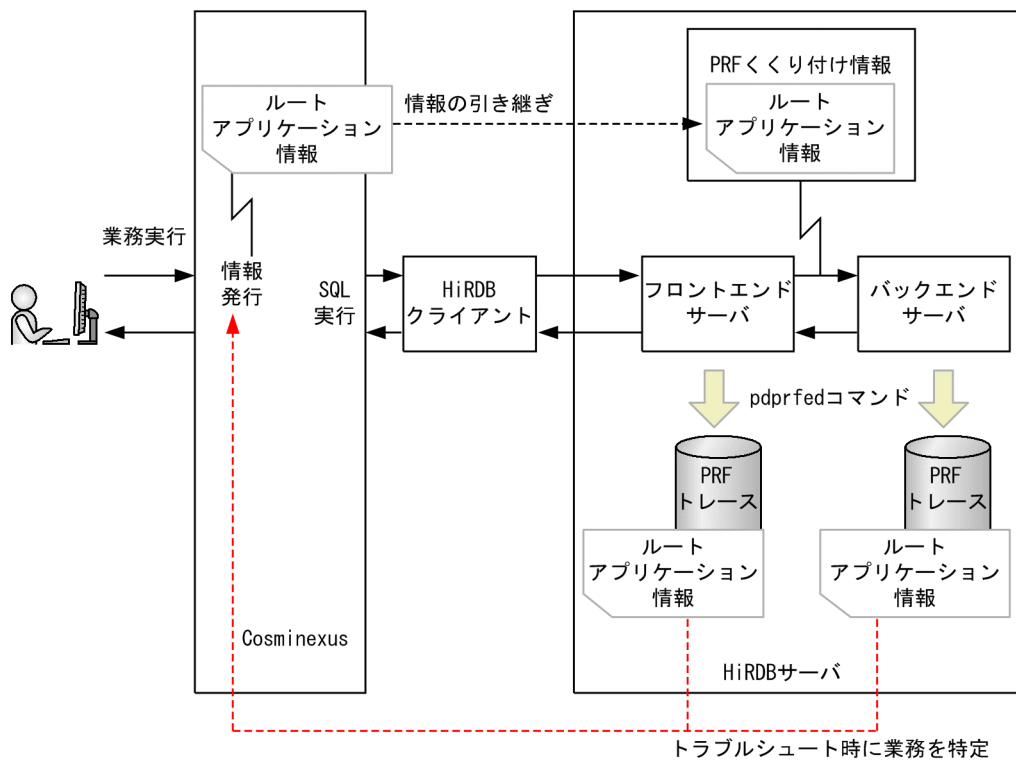 PRFくくり付け情報
ルート
アプリケーション
情報
情報の引き継ぎ
ルート
アプリケーション
情報
業務実行
情報
発行
SQL
実行
HiRDB
クライアント
フロントエンド
サーバ
バックエンド
サーバ
pdprfedコマンド
PRF
トレース
PRF
トレース
ルート
アプリケーション
情報
ルート
アプリケーション
情報
Cosminexus
HiRDBサーバ
トラブルシュート時に業務を特定